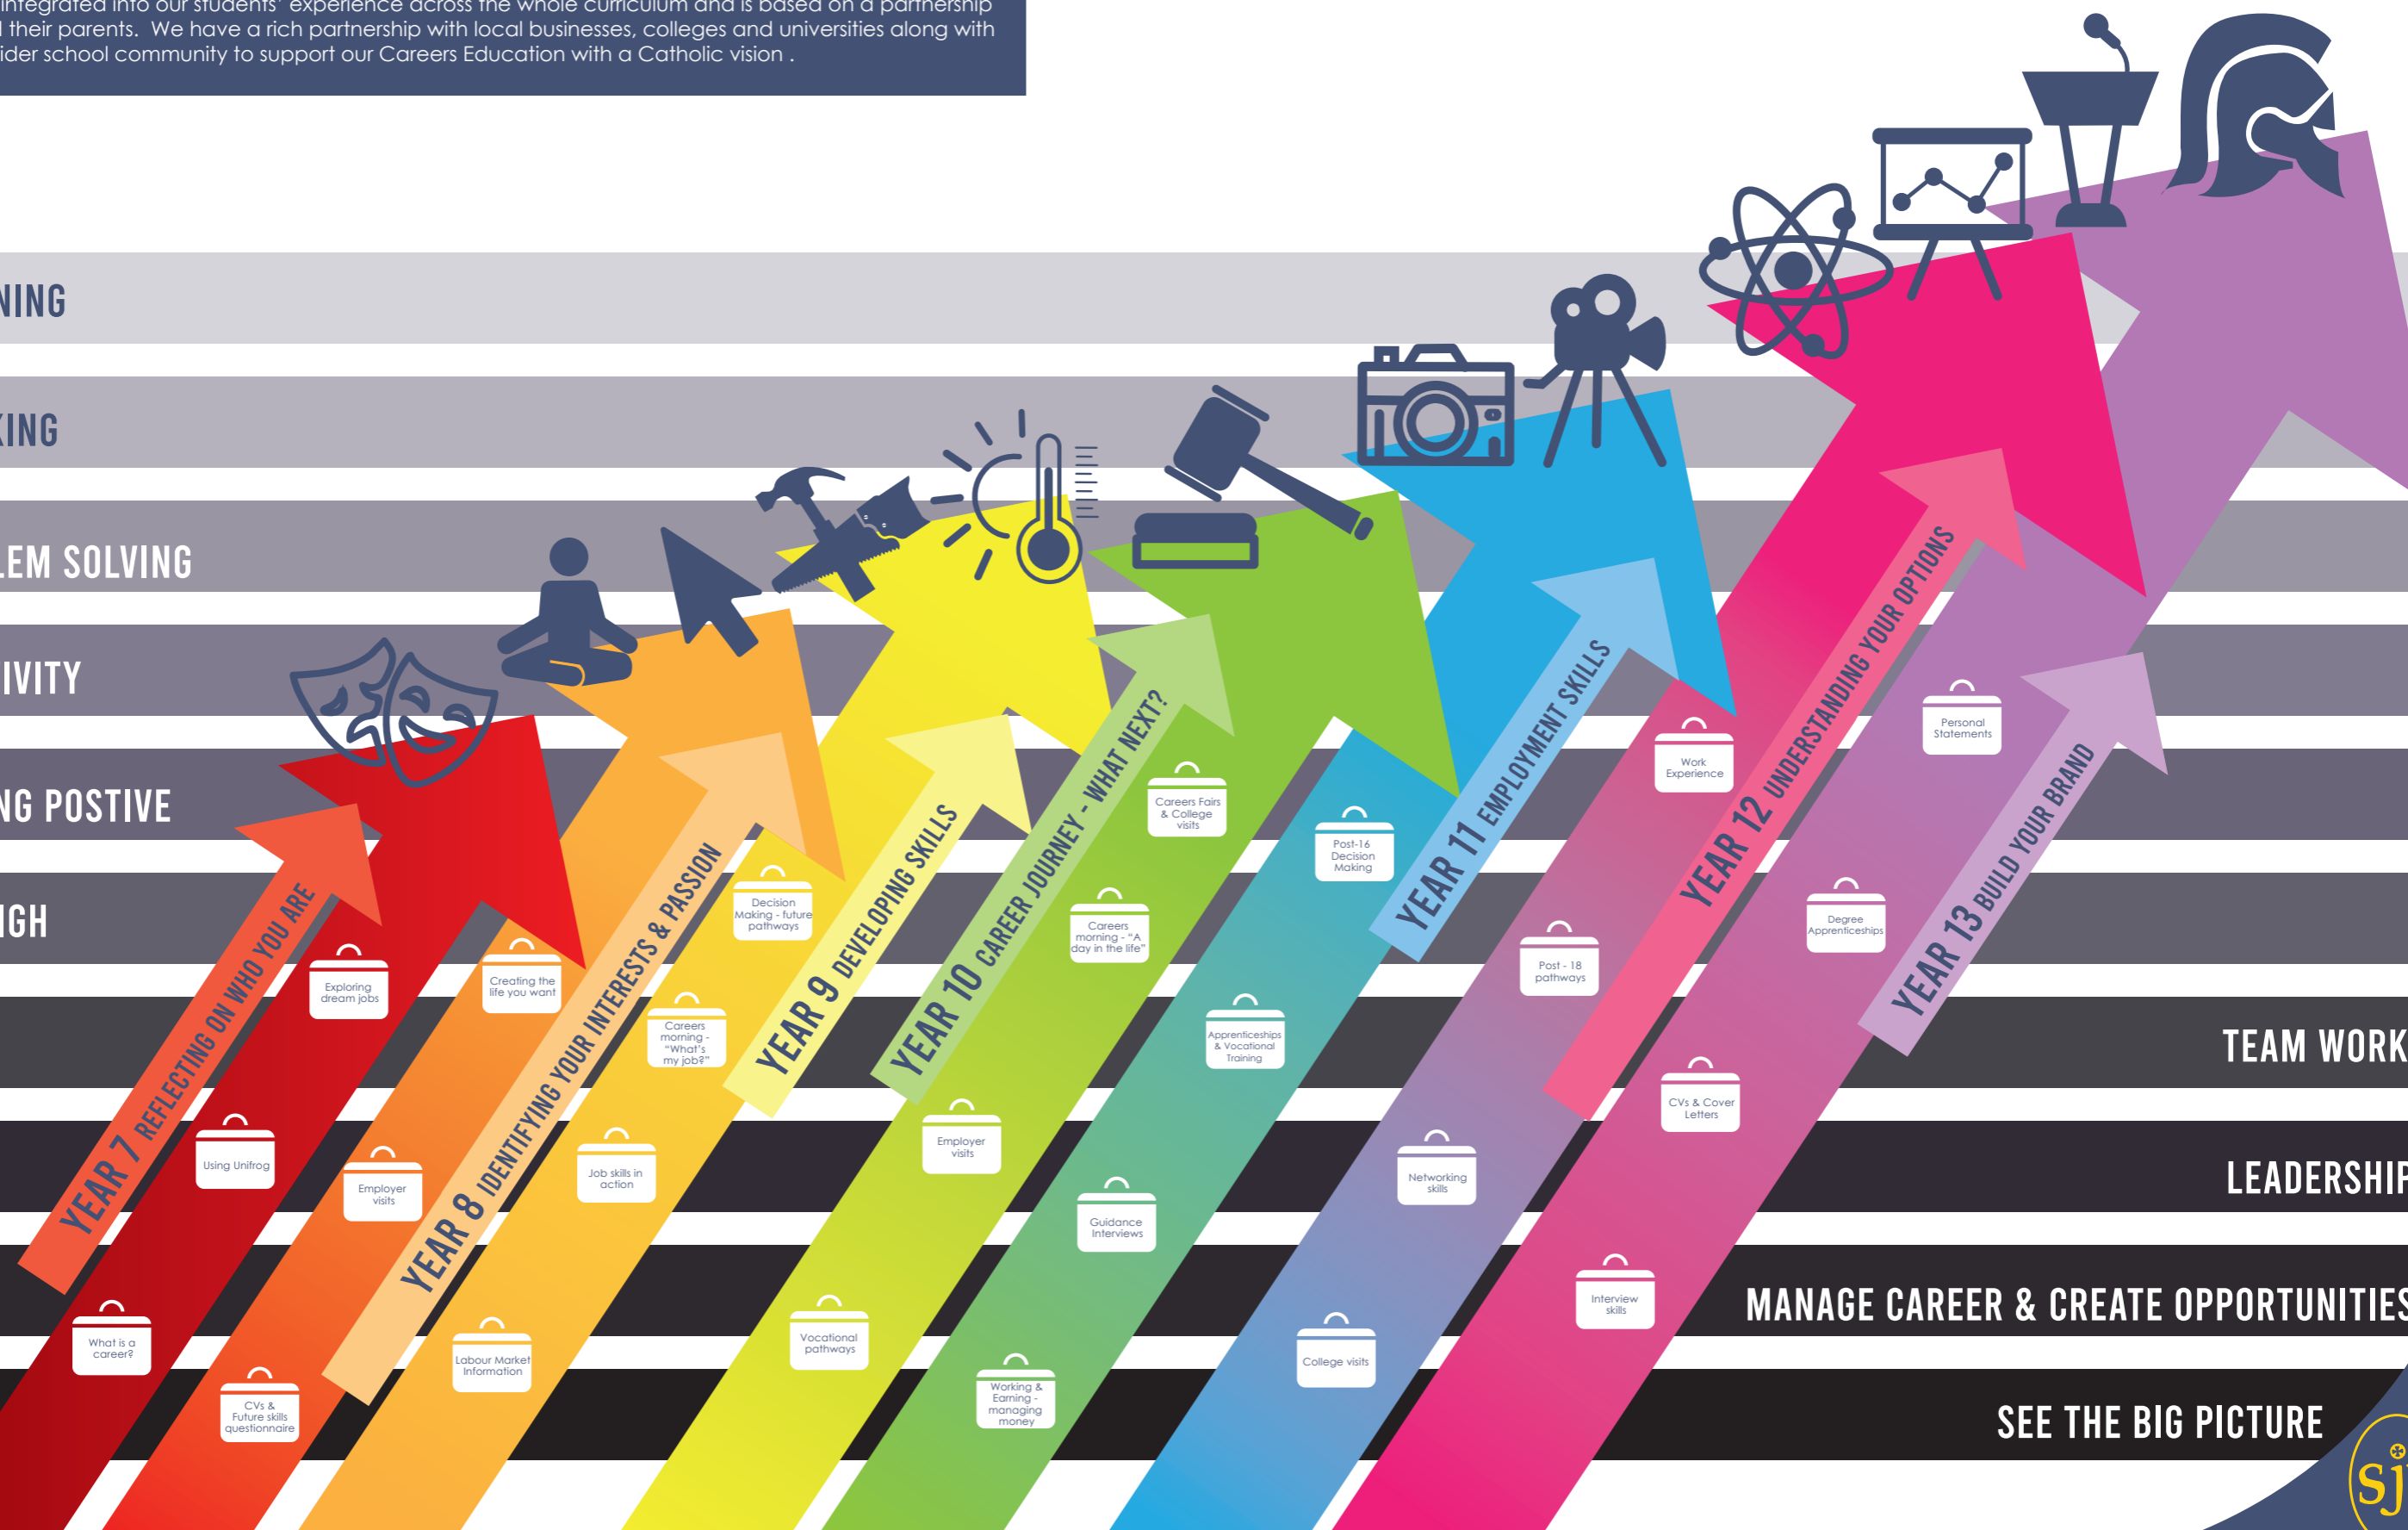 integrated into our students' experience across the whole curriculum and is based on a partnership
their parents. We have a rich partnership with local businesses, colleges and universities along with
school community to support our Careers Education with a Catholic vision .
SOLVING
POSTIVE
TEAM WORK
LEADERSHIP
MANAGE CAREER & CREATE OPPORTUNITIES
SEE THE BIG PICTURE
YEAR 7 REFLECTING ON WHO YOU ARE
What is a
career?
Using Unifrog
Exploring
dream jobs
CVs &
Future skills
questionnaire
Employer
visits
Creating the
life you want
YEAR 8 IDENTIFYING YOUR INTERESTS & PASSION
Labour Market
Information
Job skills in
action
Careers
morning -
"What's
my job?"
Decision
Making - future
pathways
YEAR 9 DEVELOPING SKILLS
Vocational
pathways
Employer
visits
Careers
morning - "A
day in the life"
Careers Fairs
& College
visits
YEAR 10 CAREER JOURNEY - WHAT NEXT?
Working &
Earning -
managing
money
Guidance
Interviews
Apprenticeships
& Vocational
Training
Post-16
Decision
Making
YEAR 11 EMPLOYMENT SKILLS
College visits
Networking
skills
Post - 18
pathways
Work
Experience
YEAR 12 UNDERSTANDING YOUR OPTIONS
Interview
skills
CVs & Cover
Letters
Degree
Apprenticeships
Personal
Statements
YEAR 13 BUILD YOUR BRAND
sj